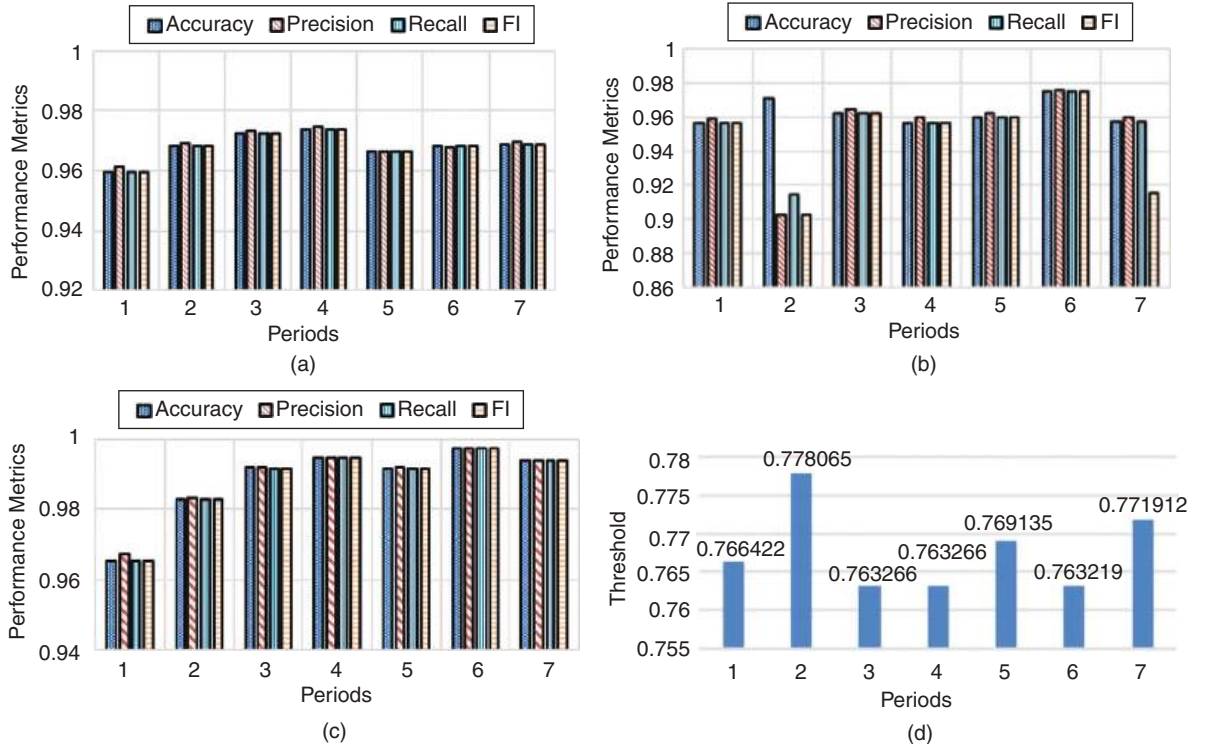 Accuracy Precision Recall FI
Performance Metrics
1
0.98
0.96
0.94
0.92
1 2 3 4 5 6 7
Periods
(a)
Accuracy Precision Recall FI
Performance Metrics
1
0.98
0.96
0.94
0.92
0.9
0.88
0.86
1 2 3 4 5 6 7
Periods
(b)
Accuracy Precision Recall FI
Performance Metrics
1
0.98
0.96
0.94
1 2 3 4 5 6 7
Periods
(c)
Threshold
0.78
0.775
0.77
0.765
0.76
0.755
0.766422
0.778065
0.763266
0.763266
0.769135
0.763219
0.771912
1 2 3 4 5 6 7
Periods
(d)